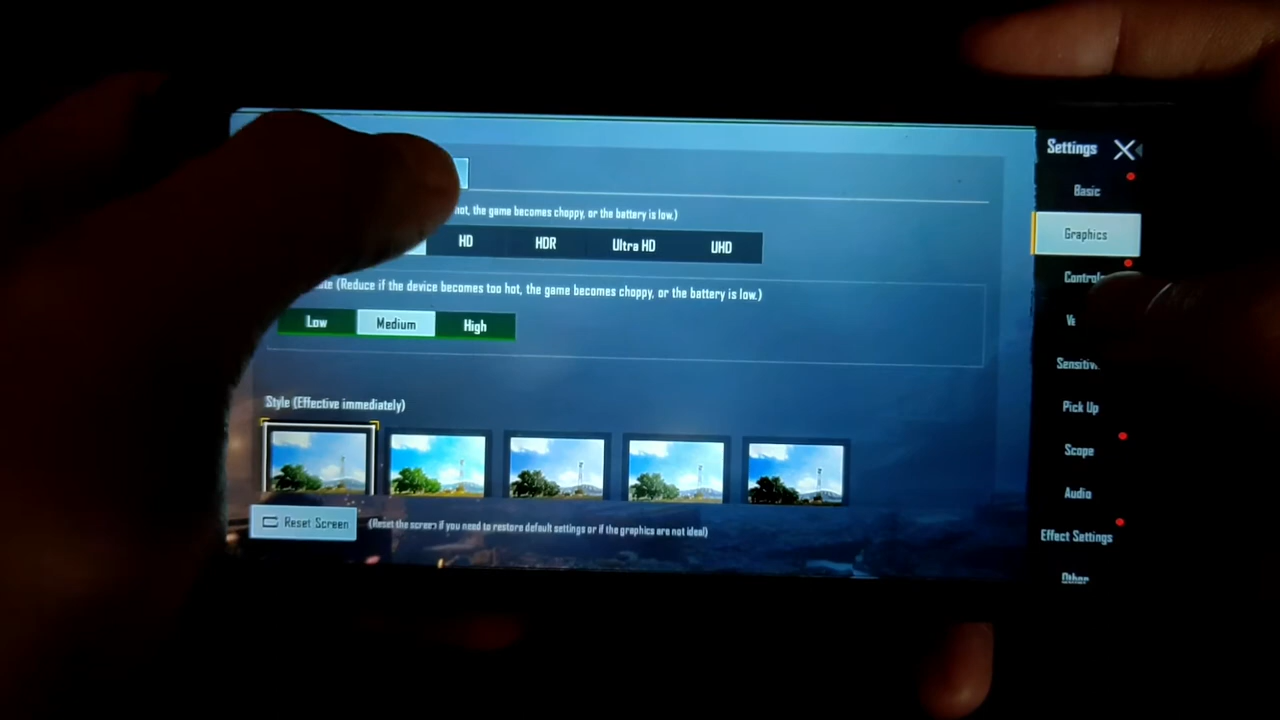 Settings
Basic
hot, the game becomes choppy, or the battery is low.)
Graphics
HD HDR Ultra HD UHD
(Reduce if the device becomes too hot, the game becomes choppy, or the battery is low.)
Low Medium High
Pick Up
Style (Effective immediately)
Scope
Audio
Reset Screen (Reset the screen if you need to restore default settings or if the graphics are not ideal)
Effect Settings
Other